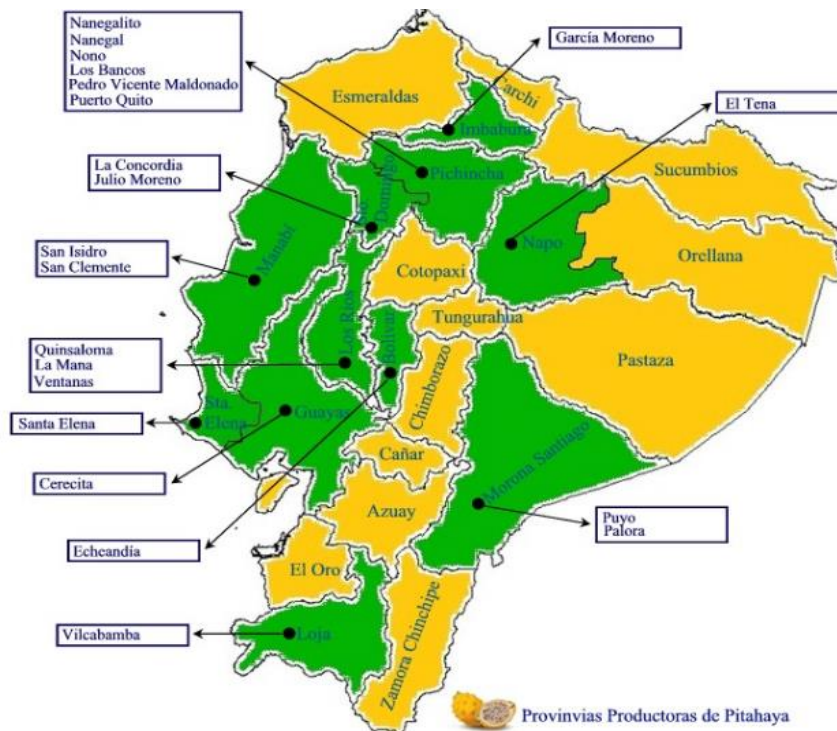 Nanegalito
Nanegal
Nono
Los Bancos
Pedro Vicente Maldonado
Puerto Quito
García Moreno
El Tena
La Concordia
Julio Moreno
San Isidro
San Clemente
Quinsaloma
La Mana
Ventanas
Santa Elena
Cerecita
Echeandía
Vilcabamba
Puyo
Palora
Esmeraldas
Carchi
Imbabura
Sucumbios
Pichincha
Sto
Domingo
Napo
Orellana
Manabí
Cotopaxi
Tungurahua
Los Ríos
Bolívar
Pastaza
Chimborazo
Sta.
Elena
Guayas
Cañar
Morona Santiago
Azuay
El Oro
Loja
Zamora Chinchipe
Provinvias Productoras de Pitahaya